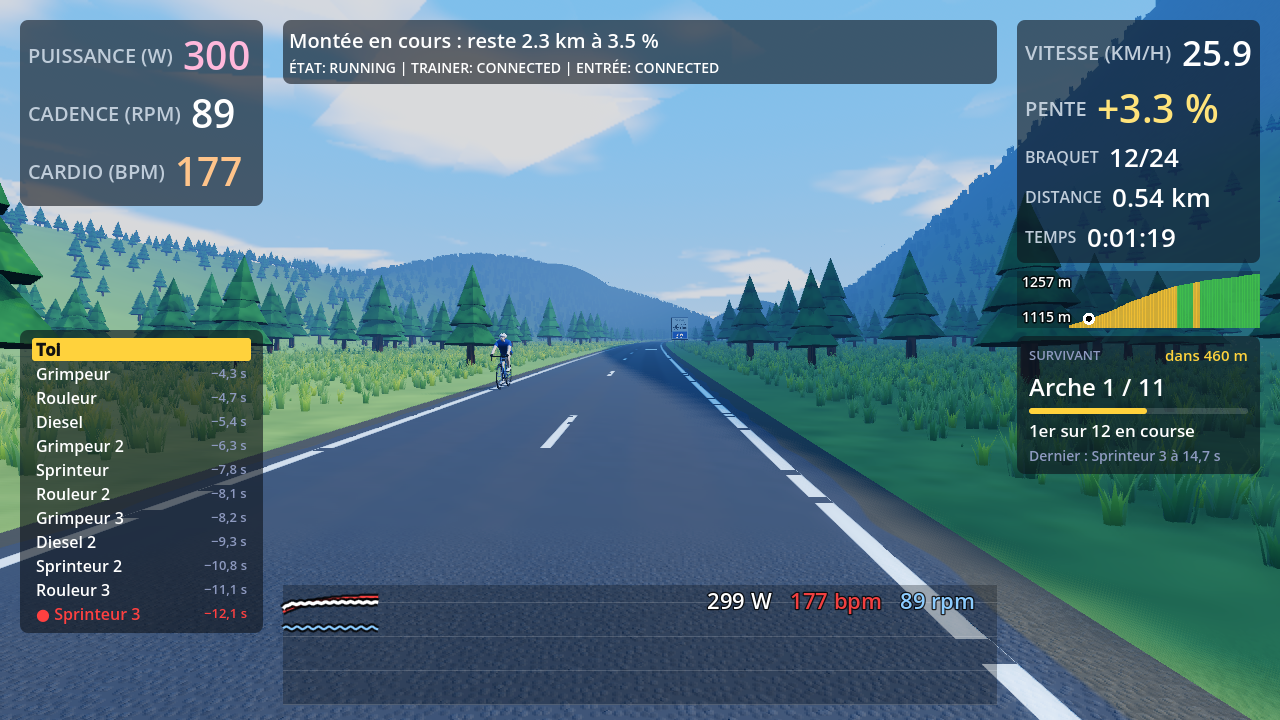 PUISSANCE (W) 300
CADENCE (RPM) 89
CARDIO (BPM) 177
Montée en cours : reste 2.3 km à 3.5 %
ÉTAT: RUNNING | TRAINER: CONNECTED | ENTRÉE: CONNECTED
VITESSE (KM/H) 25.9
PENTE +3.3 %
BRAQUET 12/24
DISTANCE 0.54 km
TEMPS 0:01:19
1257 m
1115 m
SURVIVANT dans 460 m
Arche 1 / 11
1er sur 12 en course
Dernier : Sprinteur 3 à 14,7 s
Toi
Grimpeur −4,3 s
Rouleur −4,7 s
Diesel −5,4 s
Grimpeur 2 −6,3 s
Sprinteur −7,8 s
Rouleur 2 −8,1 s
Grimpeur 3 −8,2 s
Diesel 2 −9,3 s
Sprinteur 2 −10,8 s
Rouleur 3 −11,1 s
Sprinteur 3 −12,1 s
299 W 177 bpm 89 rpm